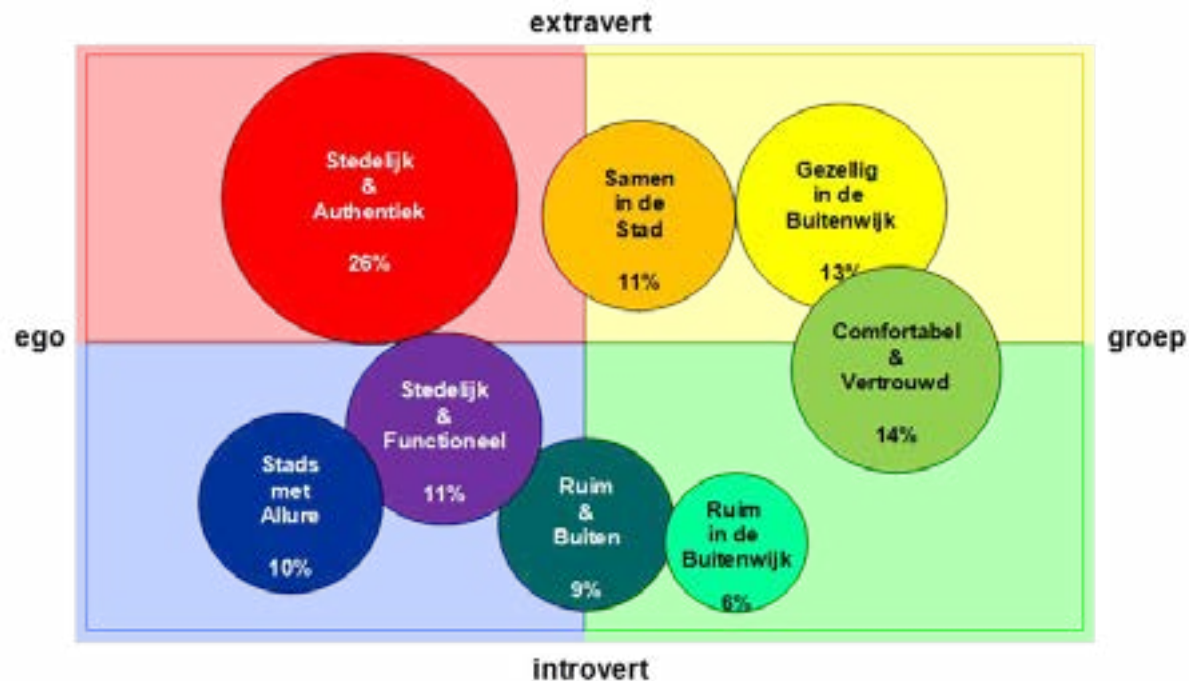 extravert
Stedelijk
&
Authentiek
26%
Samen
in de
Stad
11%
Gezellig
in de
Buitenwijk
13%
ego
groep
Comfortabel
&
Vertrouwd
14%
Stedelijk
&
Functioneel
11%
Stads
met
Allure
10%
Ruim
&
Buiten
9%
Ruim
in de
Buitenwijk
6%
introvert